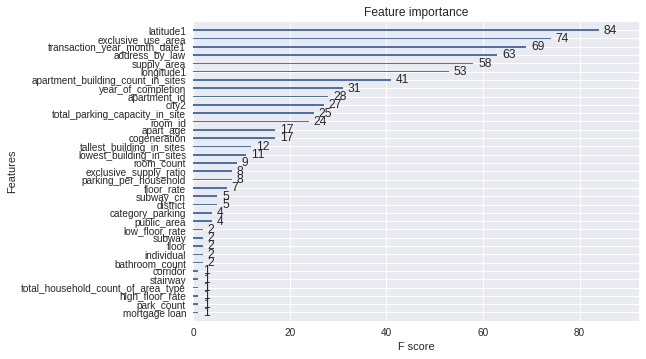 Feature importance
latitude1 84
exclusive_use_area 74
transaction_year_month_date1 69
address_by_law 63
supply_area 58
longitude1 53
apartment_building_count_in_sites 41
year_of_completion 31
apartment_id 28
city2 27
total_parking_capacity_in_site 25
room_id 24
apart_age 17
cogeneration 17
tallest_building_in_sites 12
lowest_building_in_sites 11
room_count 9
exclusive_supply_ratio 8
parking_per_household 8
floor_rate 7
subway_cn 5
district 5
category_parking 4
public_area 4
low_floor_rate 2
subway 2
floor 2
individual 2
bathroom_count 2
corridor 1
stairway 1
total_household_count_of_area_type 1
high_floor_rate 1
park_count 1
mortgage loan 1
Features
0 20 40 60 80
F score